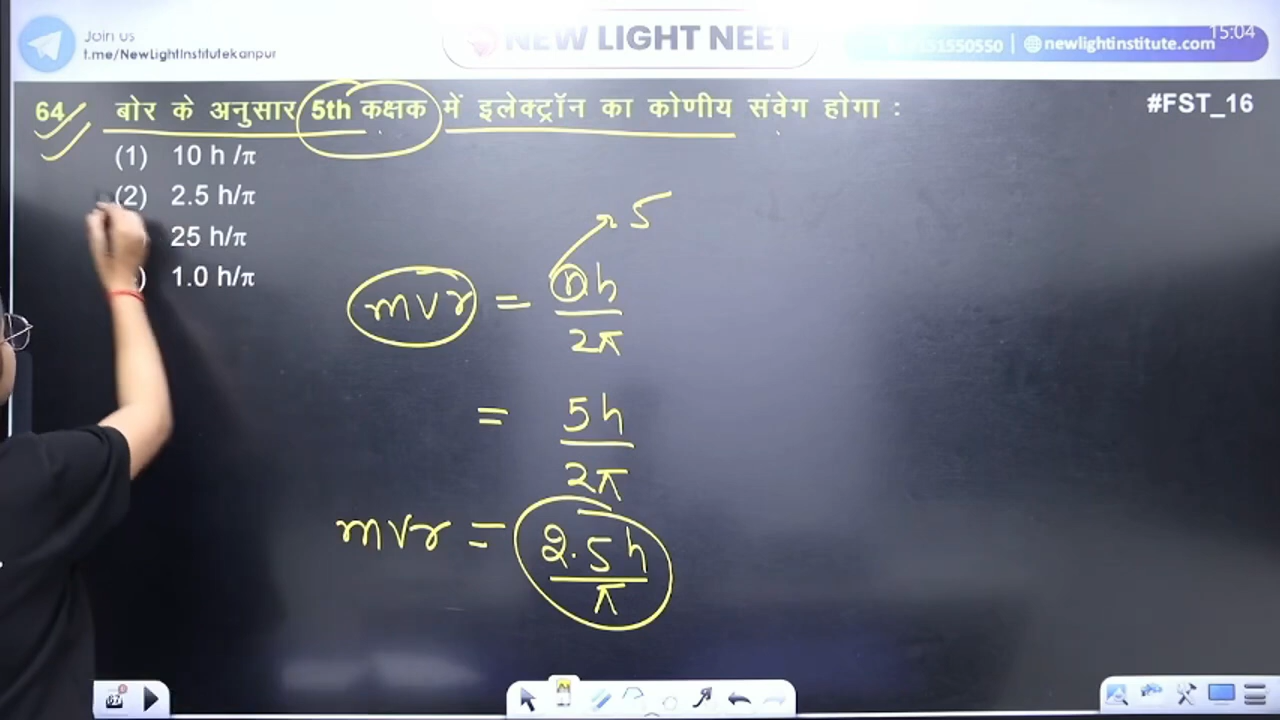 Join us
t.me/NewLightInstitutekanpur
NEW LIGHT NEET
newlightinstitute.com
15:04
#FST_16
64 बोर के अनुसार 5th कक्षक में इलेक्ट्रॉन का कोणीय संवेग होगा :
(1) 10 h /π
(2) 2.5 h/π
25 h/π
) 1.0 h/π
5
mvr = nh
2π
= 5h
2π
mvr = 2.5h
π